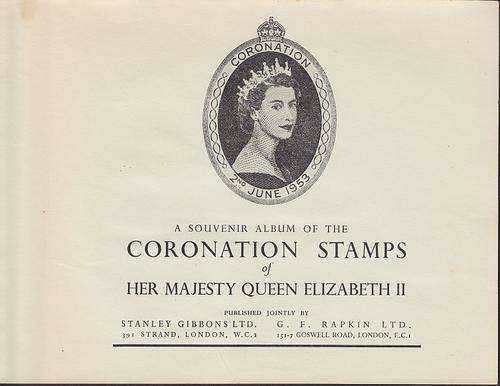 CORONATION
2ND JUNE 1953
A SOUVENIR ALBUM OF THE
CORONATION STAMPS
of
HER MAJESTY QUEEN ELIZABETH II
PUBLISHED JOINTLY BY
STANLEY GIBBONS LTD. G. F. RAPKIN LTD.
391 STRAND, LONDON, W.C.2 151-7 GOSWELL ROAD, LONDON, E.C.1